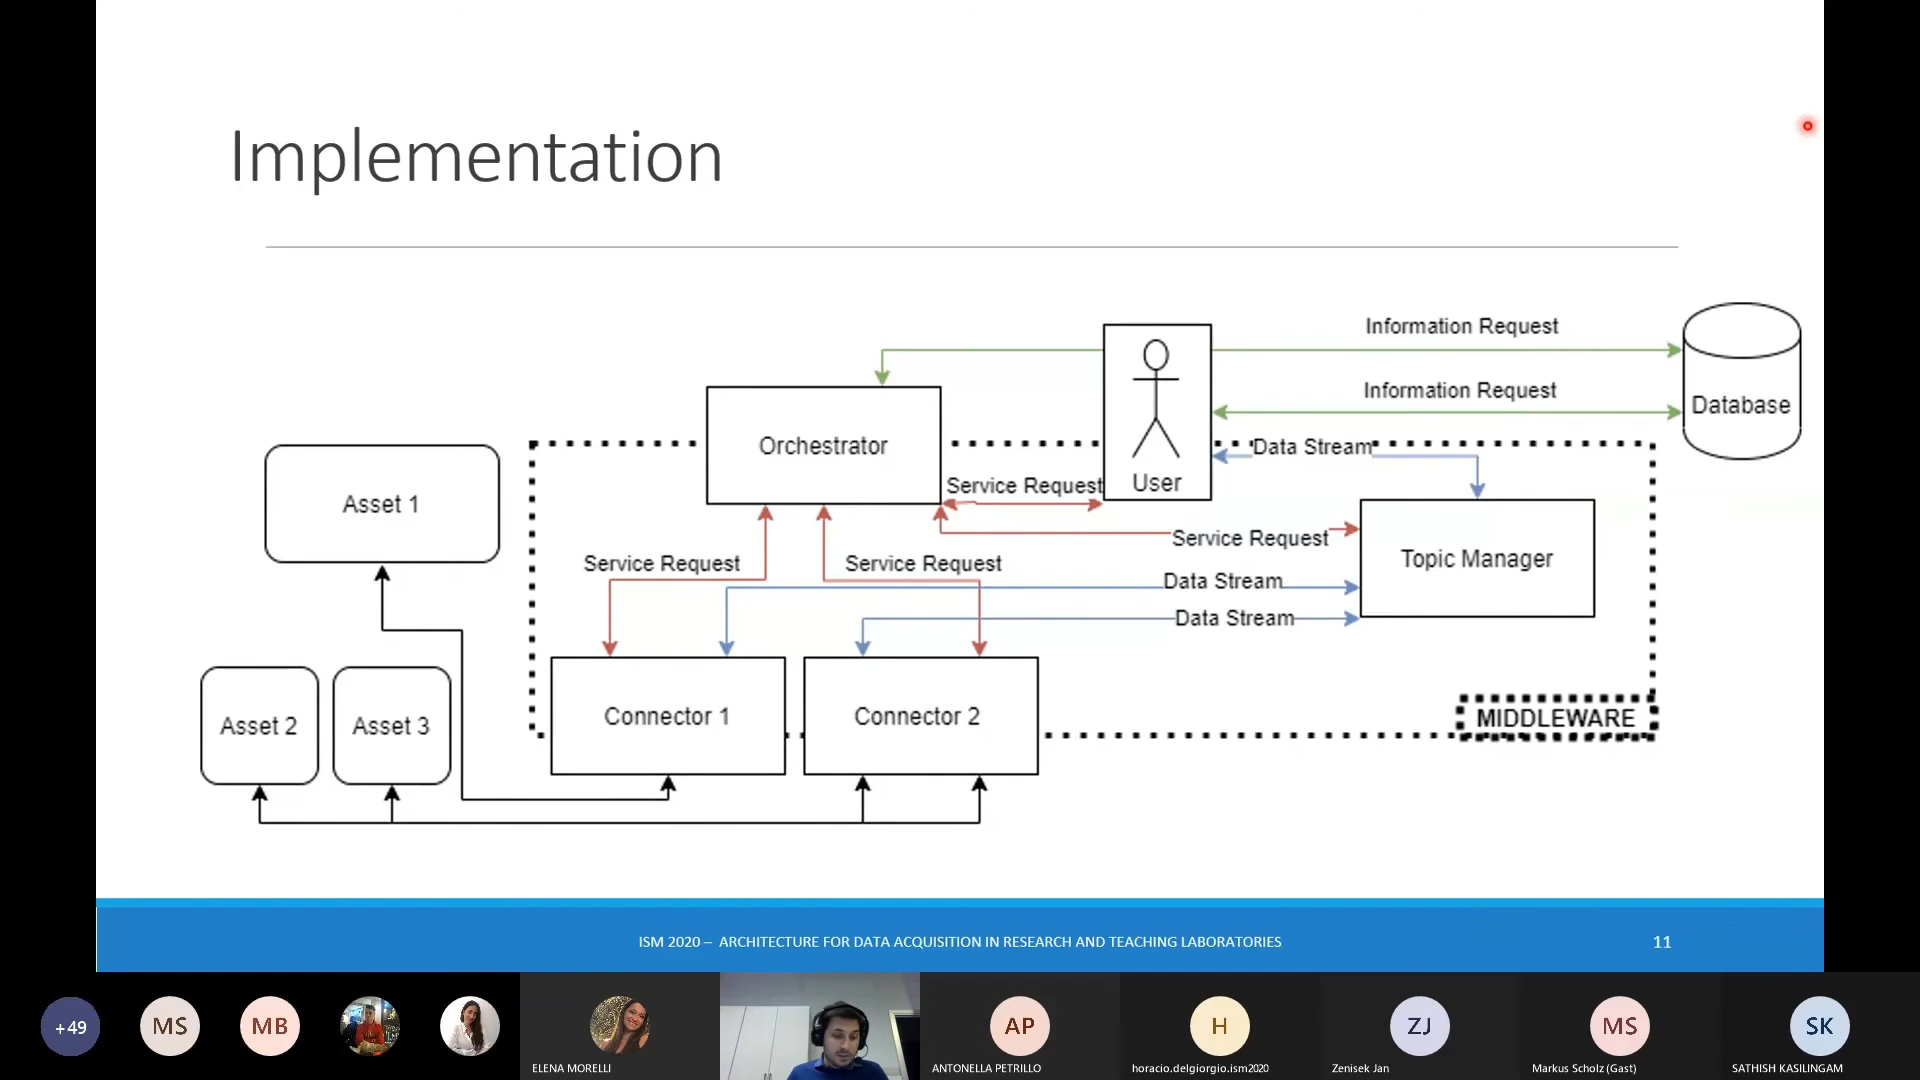 Implementation
Information Request
Information Request
Database
Orchestrator
Data Stream
User
Service Request
Asset 1
Service Request
Topic Manager
Service Request
Service Request
Data Stream
Data Stream
Connector 1
Connector 2
MIDDLEWARE
Asset 2
Asset 3
ISM 2020 – ARCHITECTURE FOR DATA ACQUISITION IN RESEARCH AND TEACHING LABORATORIES
11
+49
MS
MB
ELENA MORELLI
AP
ANTONELLA PETRILLO
H
horacio.delgiorgio.ism2020
ZJ
Zenisek Jan
MS
Markus Scholz (Gast)
SK
SATHISH KASILINGAM